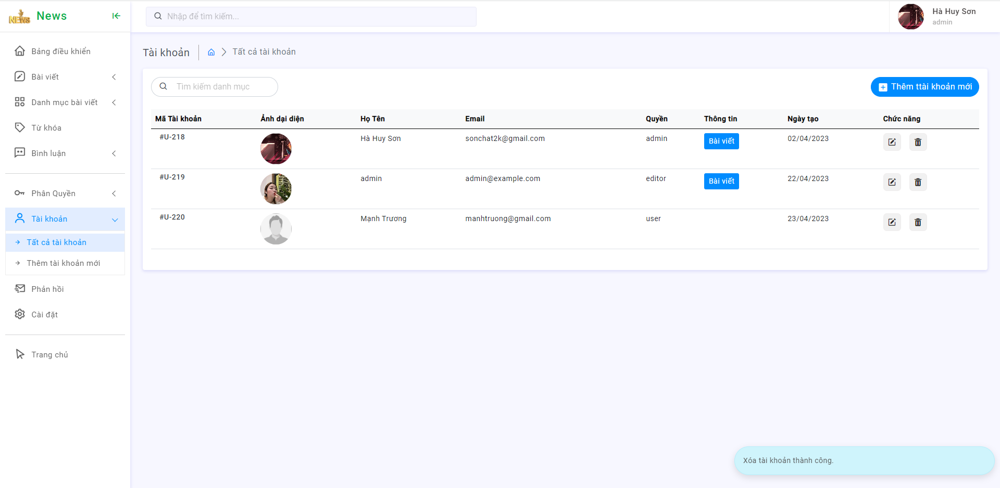 NEWS News
Nhập để tìm kiếm...
Hà Huy Sơn
admin
Bảng điều khiển
Bài viết
Danh mục bài viết
Từ khóa
Bình luận
Phân Quyền
Tài khoản
Tất cả tài khoản
Thêm tài khoản mới
Phản hồi
Cài đặt
Trang chủ
Tài khoản Tất cả tài khoản
Tìm kiếm danh mục
Thêm ttài khoản mới
Mã Tài khoản Ảnh dại diện Họ Tên Email Quyền Thông tin Ngày tạo Chức năng
#U-218 Hà Huy Sơn sonchat2k@gmail.com admin Bài viết 02/04/2023
#U-219 admin admin@example.com editor Bài viết 22/04/2023
#U-220 Mạnh Trương manhtruong@gmail.com user 23/04/2023
Xóa tài khoản thành công.